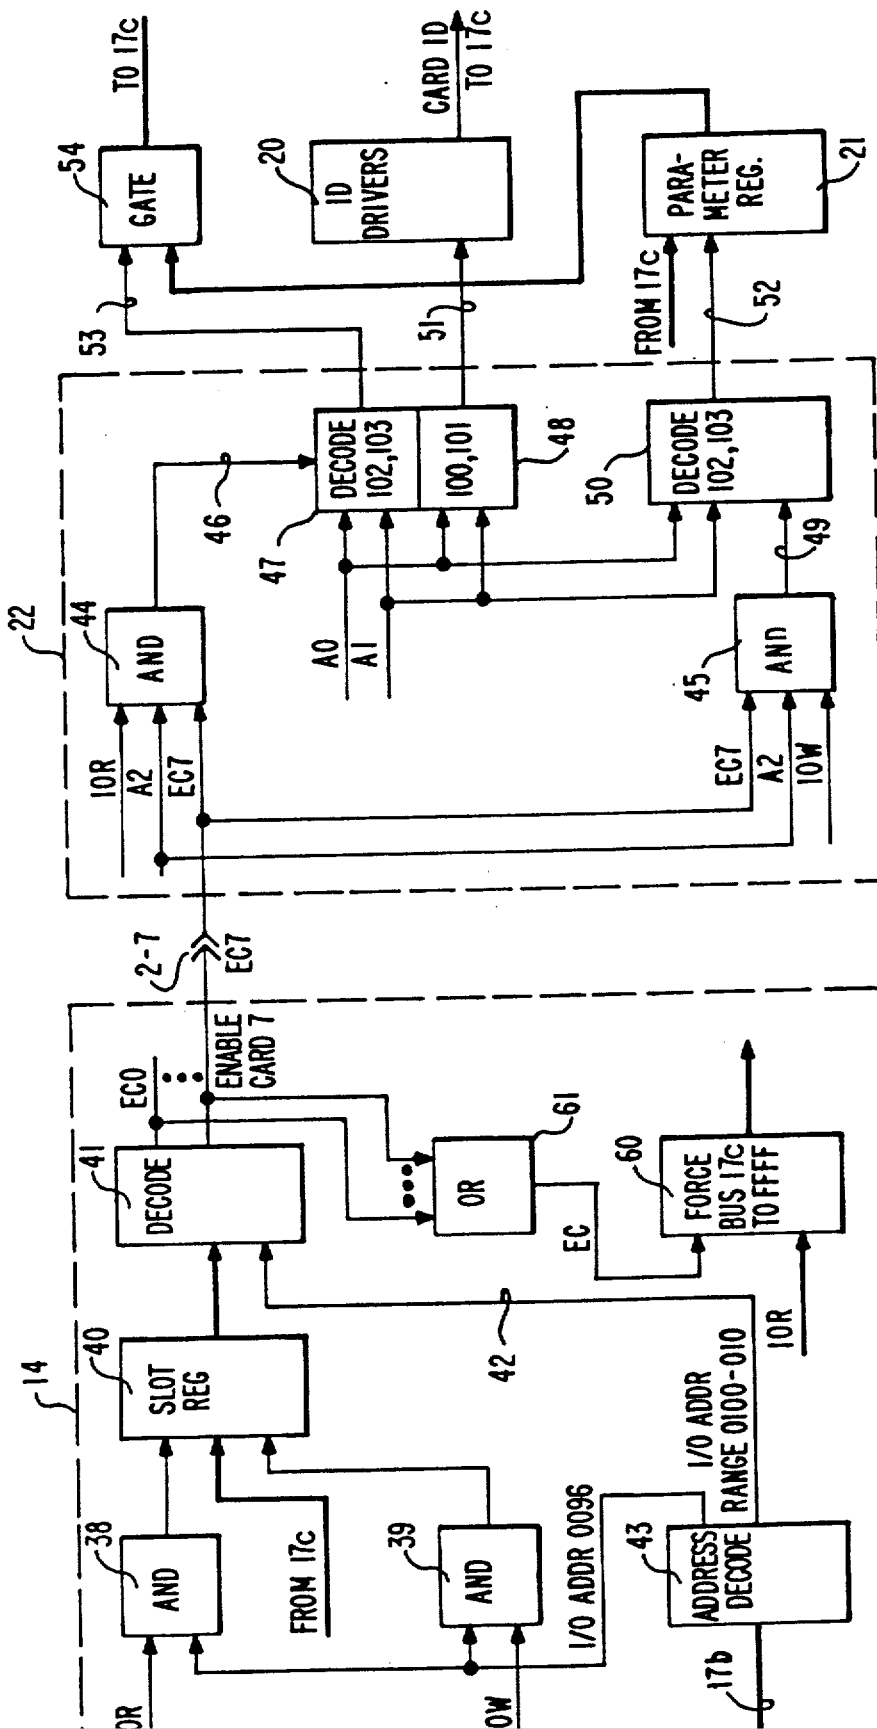 14
38
AND
IOR
FROM 17c
39
AND
OW
I/O ADDR 0096
43
ADDRESS
DECODE
17b
I/O ADDR
RANGE 0100-010
40
SLOT
REG
42
41
DECODE
EC0
ENABLE
CARD 7
OR
61
EC
60
FORCE
BUS 17c
TO FFFF
IOR
2-7
EC7
22
IOR
A2
EC7
44
AND
46
A0
A1
47
DECODE
102,103
100,101
48
EC7
A2
IOW
45
AND
49
50
DECODE
102,103
53
51
52
54
GATE
TO 17c
20
ID
DRIVERS
CARD ID
TO 17c
FROM 17c
PARA-
METER
REG.
21